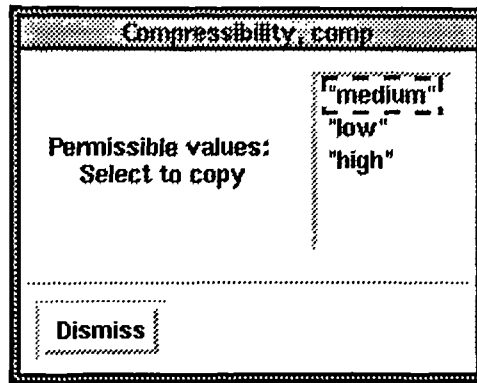 Compressibility, comp
"medium"
"low"
"high"
Permissible values:
Select to copy
Dismiss